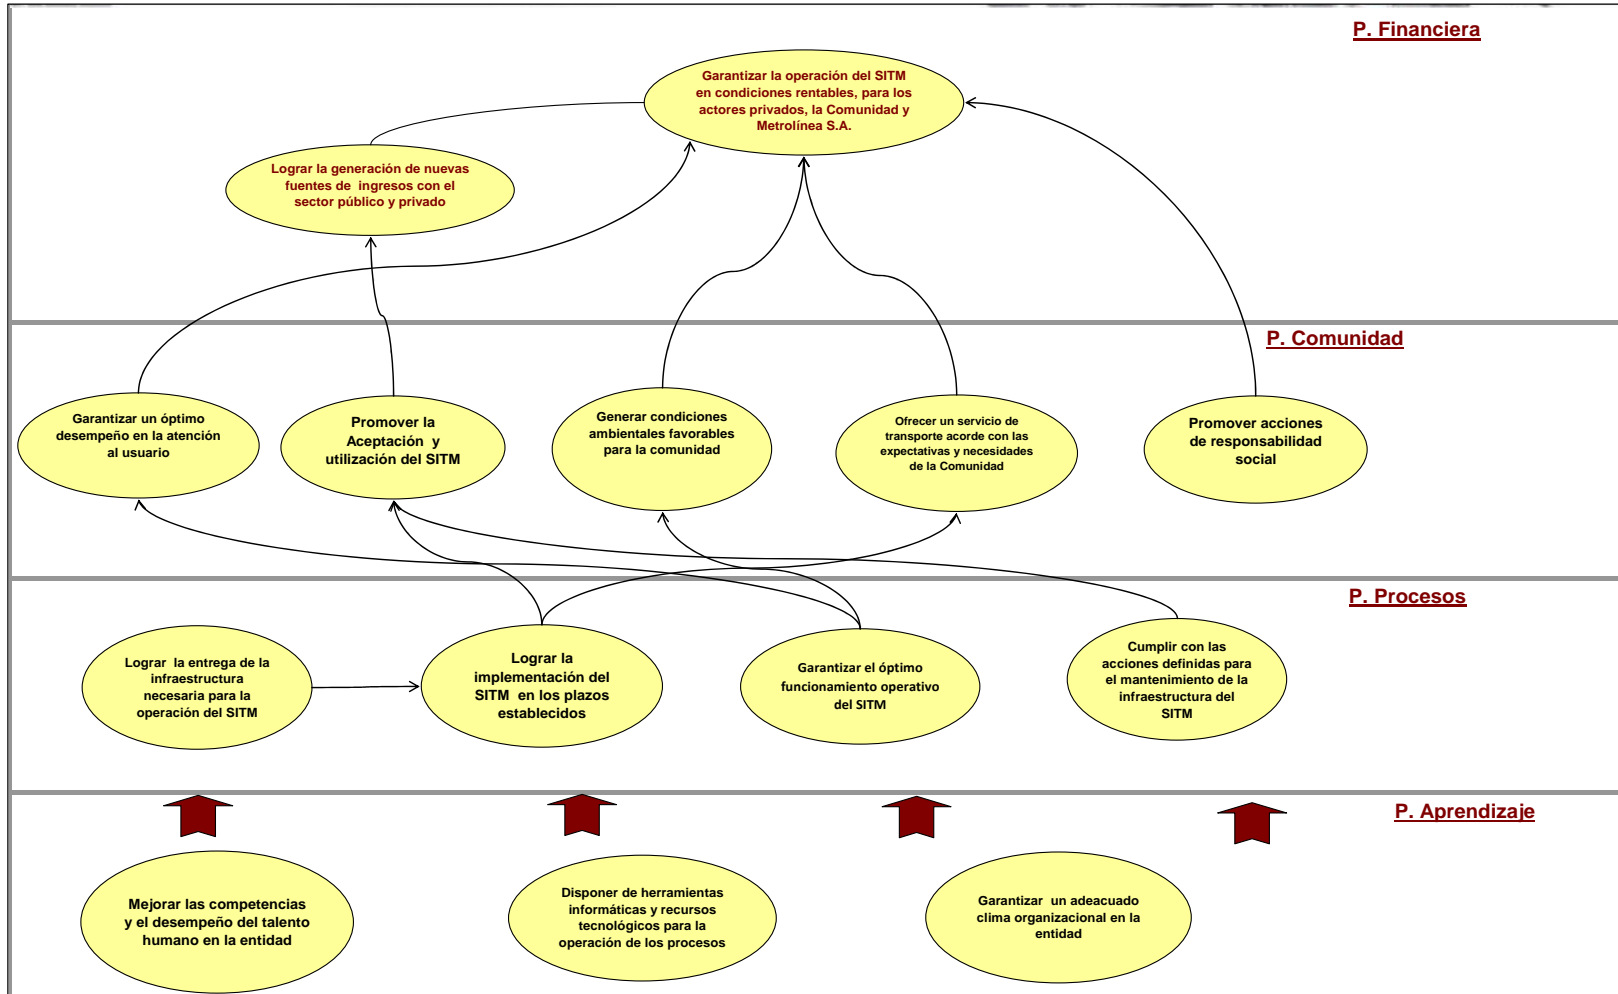 P. Financiera
Garantizar la operación del SITM
en condiciones rentables, para los
actores privados, la Comunidad y
Metrolínea S.A.
Lograr la generación de nuevas
fuentes de ingresos con el
sector público y privado
P. Comunidad
Garantizar un óptimo
desempeño en la atención
al usuario
Promover la
Aceptación y
utilización del SITM
Generar condiciones
ambientales favorables
para la comunidad
Ofrecer un servicio de
transporte acorde con las
expectativas y necesidades
de la Comunidad
Promover acciones
de responsabilidad
social
P. Procesos
Lograr la entrega de la
infraestructura
necesaria para la
operación del SITM
Lograr la
implementación del
SITM en los plazos
establecidos
Garantizar el óptimo
funcionamiento operativo
del SITM
Cumplir con las
acciones definidas para
el mantenimiento de la
infraestructura del
SITM
P. Aprendizaje
Mejorar las competencias
y el desempeño del talento
humano en la entidad
Disponer de herramientas
informáticas y recursos
tecnológicos para la
operación de los procesos
Garantizar un adeacuado
clima organizacional en la
entidad